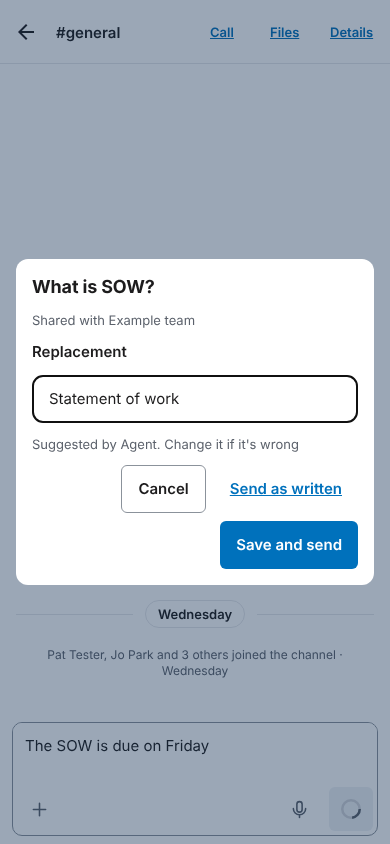 #general
Call
Files
Details
What is SOW?
Shared with Example team
Replacement
Statement of work
Suggested by Agent. Change it if it's wrong
Cancel
Send as written
Save and send
Wednesday
Pat Tester, Jo Park and 3 others joined the channel ·
Wednesday
The SOW is due on Friday